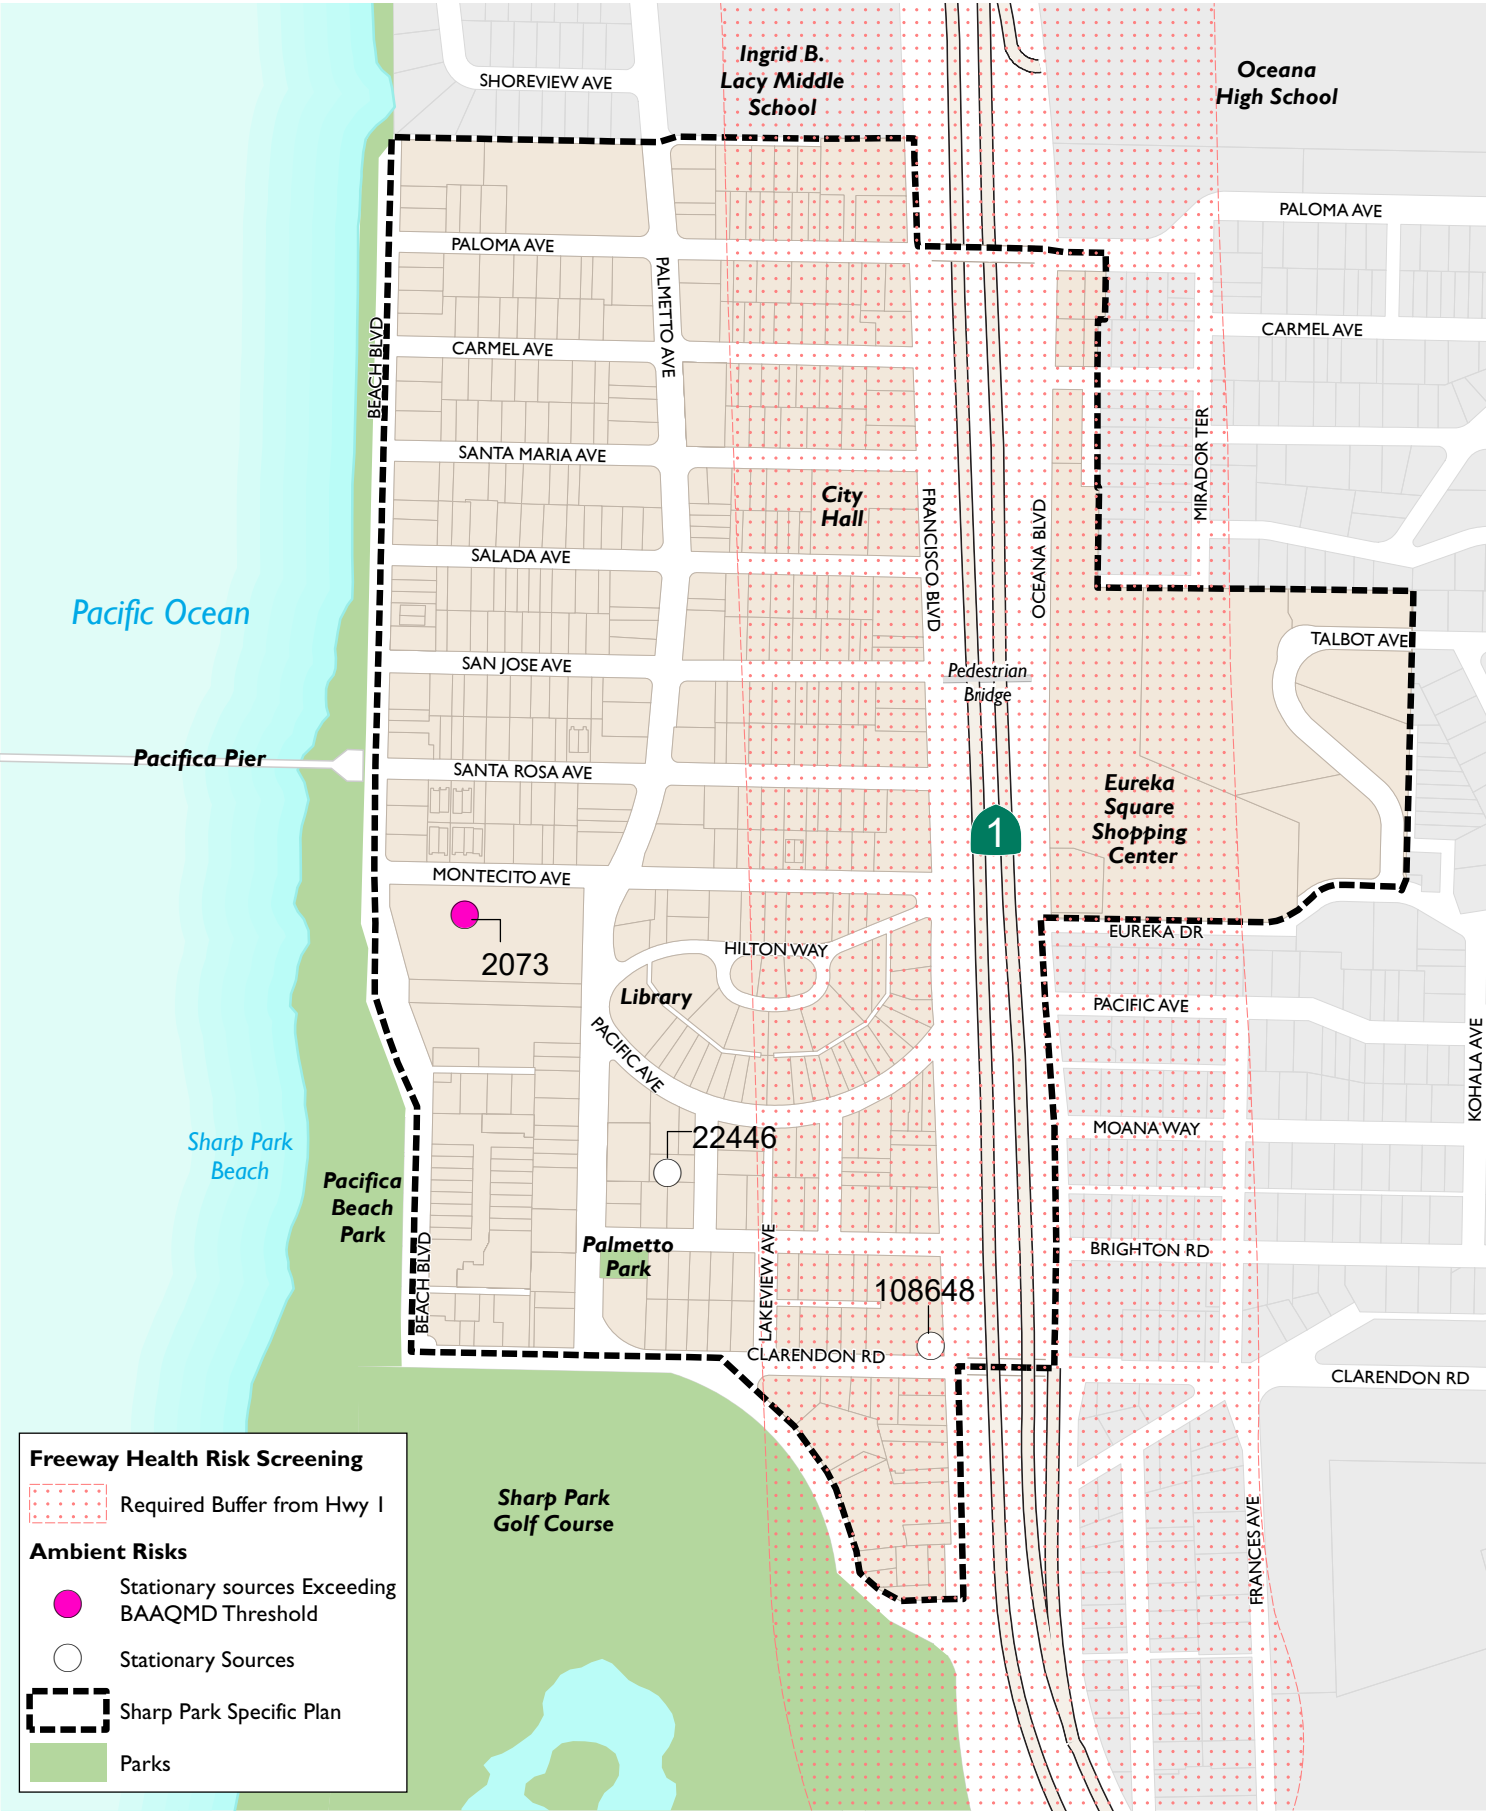 Ingrid B.
Lacy Middle
School
Oceana
High School
SHOREVIEW AVE
PALOMA AVE
PALOMA AVE
PALMETTO AVE
CARMEL AVE
CARMEL AVE
BEACH BLVD
SANTA MARIA AVE
MIRADOR TER
City
Hall
FRANCISCO BLVD
OCEANA BLVD
SALADA AVE
Pacific Ocean
TALBOT AVE
SAN JOSE AVE
Pedestrian
Bridge
Pacifica Pier
SANTA ROSA AVE
Eureka
Square
Shopping
Center
1
MONTECITO AVE
2073
HILTON WAY
EUREKA DR
Library
PACIFIC AVE
PACIFIC AVE
KOHALA AVE
Sharp Park
Beach
22446
MOANA WAY
Pacifica
Beach
Park
BEACH BLVD
Palmetto
Park
LAKEVIEW AVE
BRIGHTON RD
108648
CLARENDON RD
CLARENDON RD
Sharp Park
Golf Course
FRANCES AVE
Freeway Health Risk Screening
Required Buffer from Hwy 1
Ambient Risks
Stationary sources Exceeding
BAAQMD Threshold
Stationary Sources
Sharp Park Specific Plan
Parks